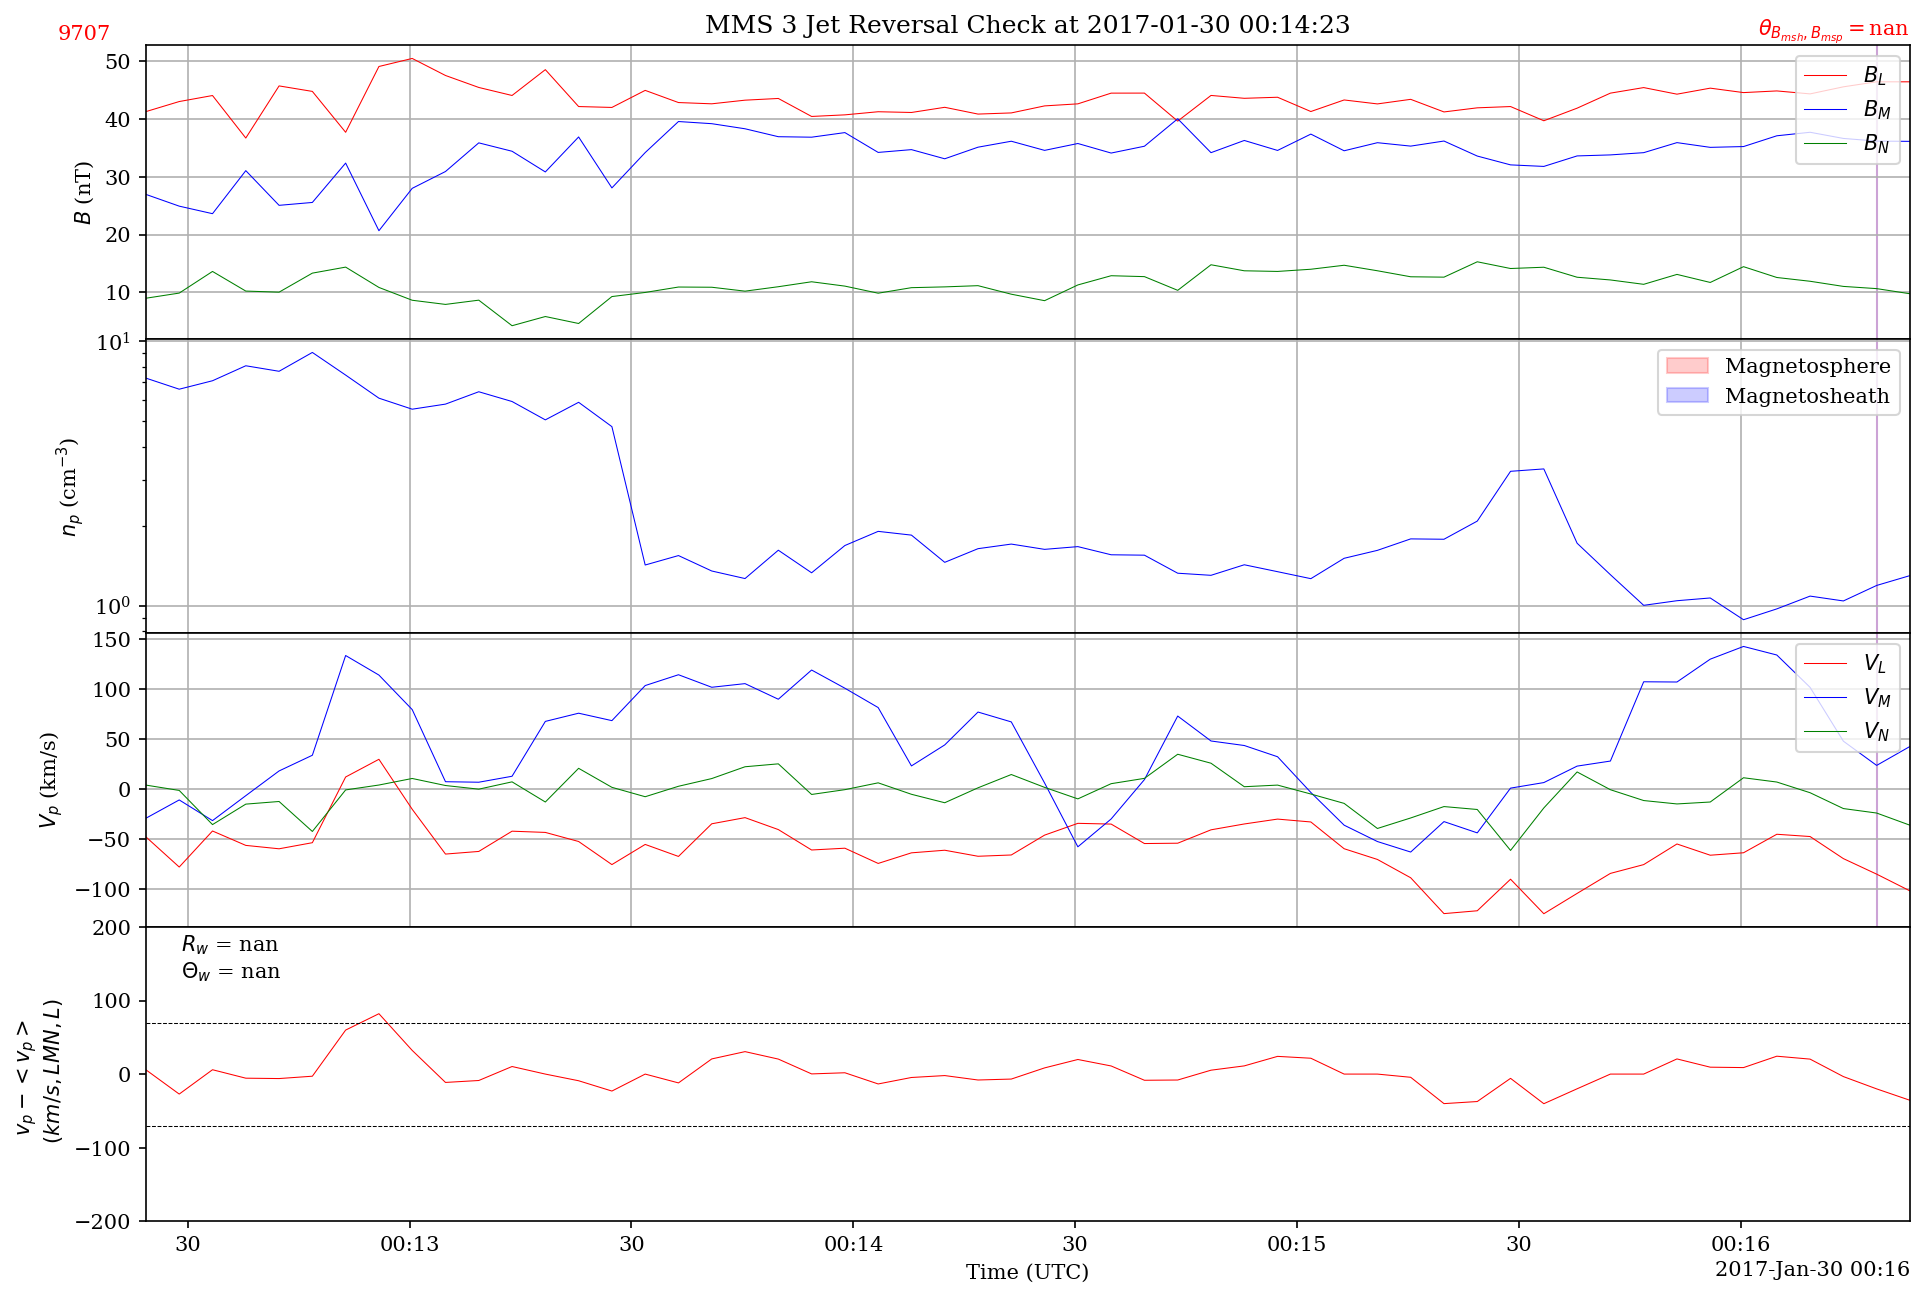 9707
MMS 3 Jet Reversal Check at 2017-01-30 00:14:23
θ_{B_{msh}, B_{msp}} = nan
50
40
30
20
10
B (nT)
B_L
B_M
B_N
10^1
10^0
n_p (cm^{−3})
Magnetosphere
Magnetosheath
150
100
50
0
−50
−100
V_p (km/s)
V_L
V_M
V_N
200
100
0
−100
−200
v_p − < v_p >
(km/s, LMN, L)
R_w = nan
Θ_w = nan
30
00:13
30
00:14
30
00:15
30
00:16
Time (UTC)
2017-Jan-30 00:16